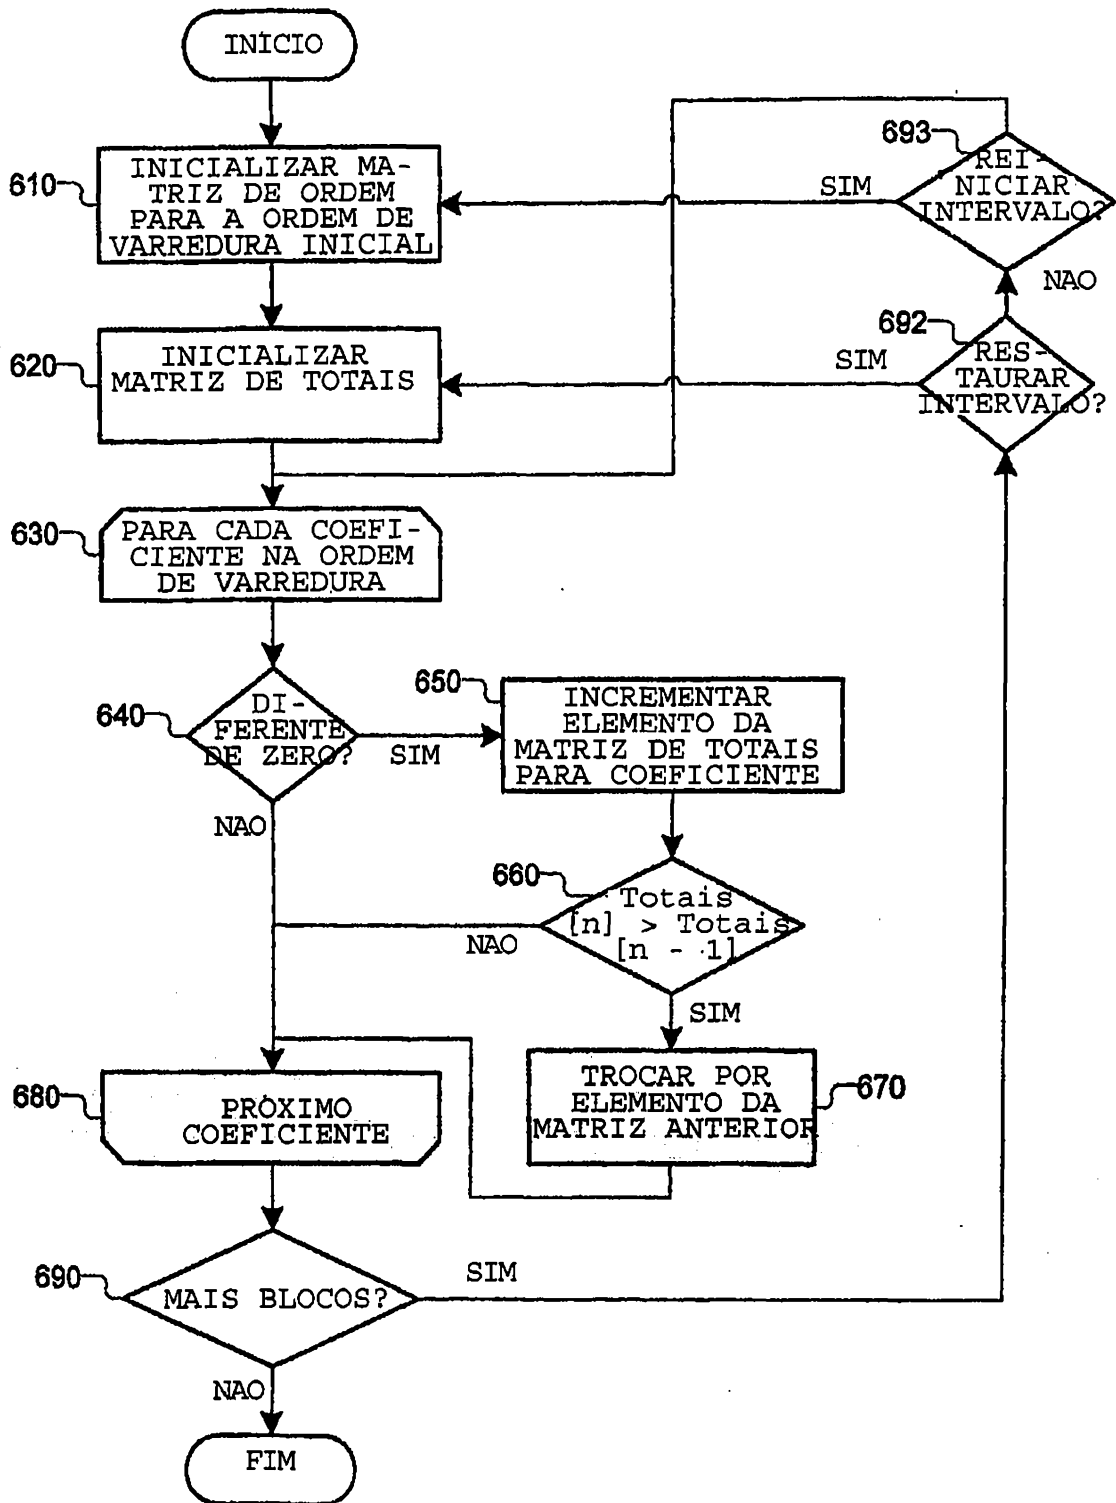 INÍCIO
693
REI-
NICIAR
INTERVALO?
SIM
NAO
610
INICIALIZAR MA-
TRIZ DE ORDEM
PARA A ORDEM DE
VARREDURA INICIAL
692
RES-
TAURAR
INTERVALO?
SIM
620
INICIALIZAR
MATRIZ DE TOTAIS
630
PARA CADA COEFI-
CIENTE NA ORDEM
DE VARREDURA
640
DI-
FERENTE
DE ZERO?
SIM
NAO
650
INCREMENTAR
ELEMENTO DA
MATRIZ DE TOTAIS
PARA COEFICIENTE
660
Totais
[n] > Totais
[n - 1]
NAO
SIM
670
TROCAR POR
ELEMENTO DA
MATRIZ ANTERIOR
680
PRÓXIMO
COEFICIENTE
690
MAIS BLOCOS?
SIM
NAO
FIM